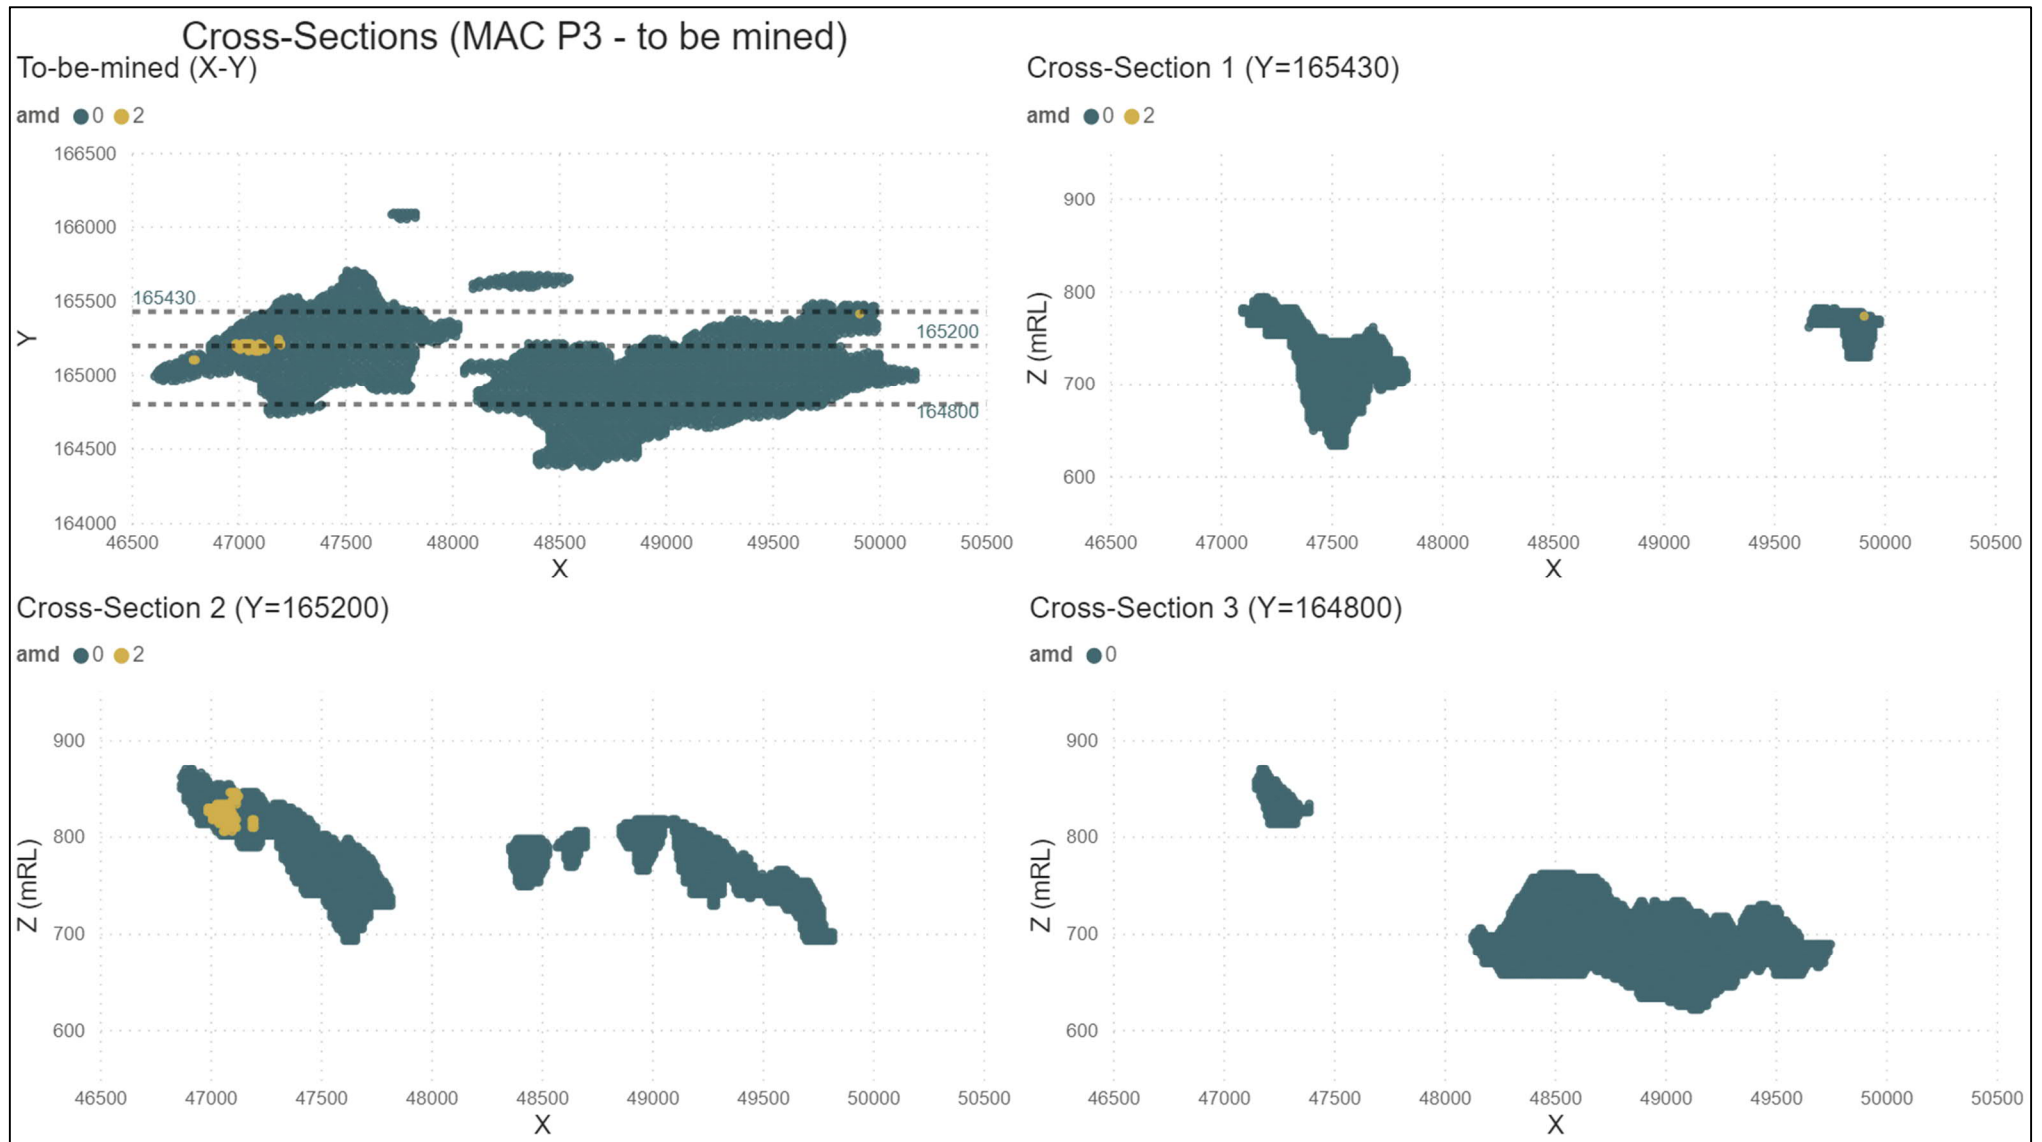 Cross-Sections (MAC P3 - to be mined)
To-be-mined (X-Y)
amd 0 2
166500
166000
165500
165000
164500
164000
Y
165430
165200
164800
46500 47000 47500 48000 48500 49000 49500 50000 50500
X
Cross-Section 1 (Y=165430)
amd 0 2
900
800
700
600
Z (mRL)
46500 47000 47500 48000 48500 49000 49500 50000 50500
X
Cross-Section 2 (Y=165200)
amd 0 2
900
800
700
600
Z (mRL)
46500 47000 47500 48000 48500 49000 49500 50000 50500
X
Cross-Section 3 (Y=164800)
amd 0
900
800
700
600
Z (mRL)
46500 47000 47500 48000 48500 49000 49500 50000 50500
X